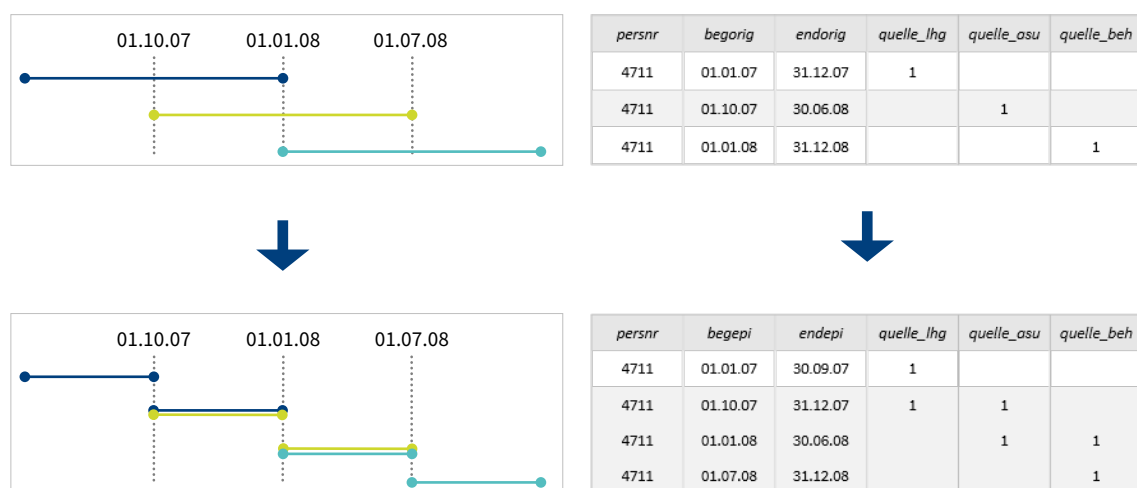 01.10.07 01.01.08 01.07.08
persnr begorig endorig quelle_lhg quelle_asu quelle_beh
4711 01.01.07 31.12.07 1
4711 01.10.07 30.06.08 1
4711 01.01.08 31.12.08 1
01.10.07 01.01.08 01.07.08
persnr begepi endepi quelle_lhg quelle_asu quelle_beh
4711 01.01.07 30.09.07 1
4711 01.10.07 31.12.07 1 1
4711 01.01.08 30.06.08 1 1
4711 01.07.08 31.12.08 1